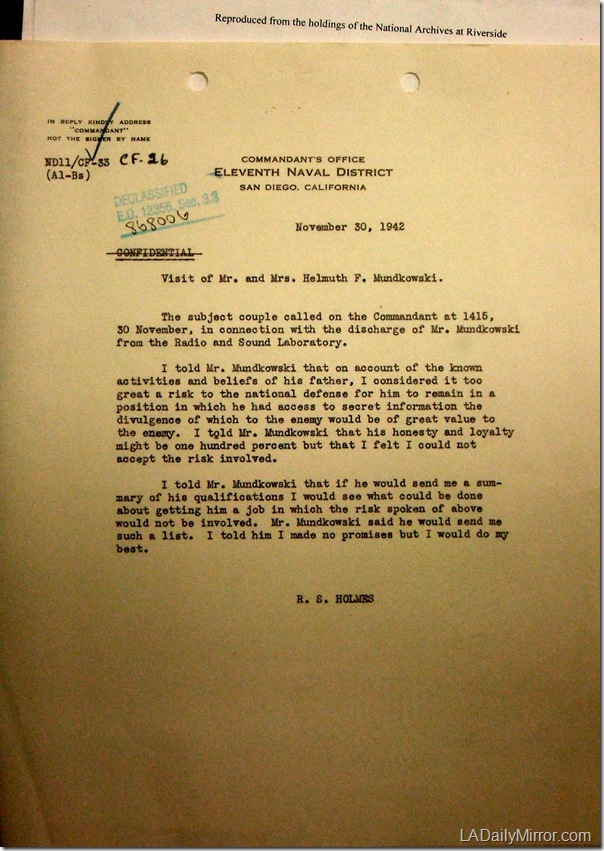 Reproduced from the holdings of the National Archives at Riverside
IN REPLY KINDLY ADDRESS
"COMMANDANT"
NOT THE SIGNER BY NAME
ND11/CF-33 CF-26
(A1-Bs)
COMMANDANT'S OFFICE
ELEVENTH NAVAL DISTRICT
SAN DIEGO, CALIFORNIA
DECLASSIFIED
E.O. 12356, Sec. 3.3
868006
November 30, 1942
CONFIDENTIAL
Visit of Mr. and Mrs. Helmuth F. Mundkowski.
The subject couple called on the Commandant at 1415,
30 November, in connection with the discharge of Mr. Mundkowski
from the Radio and Sound Laboratory.
I told Mr. Mundkowski that on account of the known
activities and beliefs of his father, I considered it too
great a risk to the national defense for him to remain in a
position in which he had access to secret information the
divulgence of which to the enemy would be of great value to
the enemy. I told Mr. Mundkowski that his honesty and loyalty
might be one hundred percent but that I felt I could not
accept the risk involved.
I told Mr. Mundkowski that if he would send me a sum-
mary of his qualifications I would see what could be done
about getting him a job in which the risk spoken of above
would not be involved. Mr. Mundkowski said he would send me
such a list. I told him I made no promises but I would do my
best.
R. S. HOLMES
LADailyMirror.com